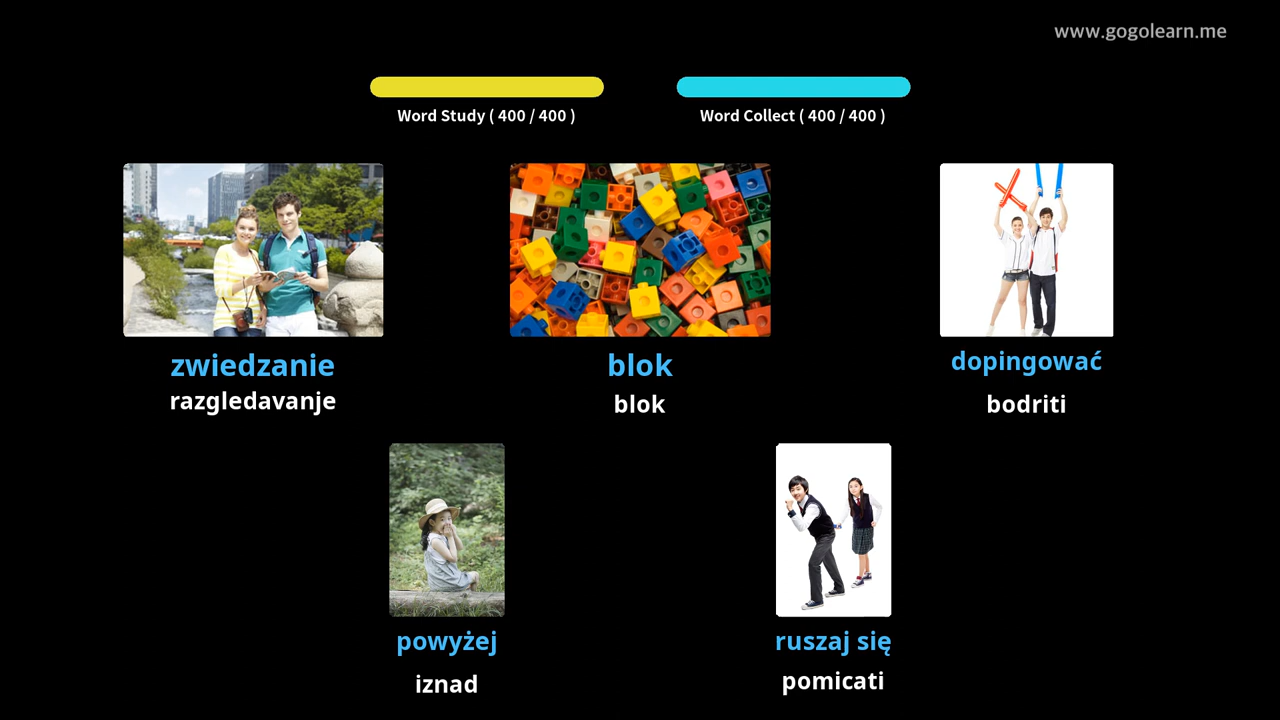 www.gogolearn.me
Word Study ( 400 / 400 )
Word Collect ( 400 / 400 )
zwiedzanie
razgledavanje
blok
blok
dopingować
bodriti
powyżej
iznad
ruszaj się
pomicati